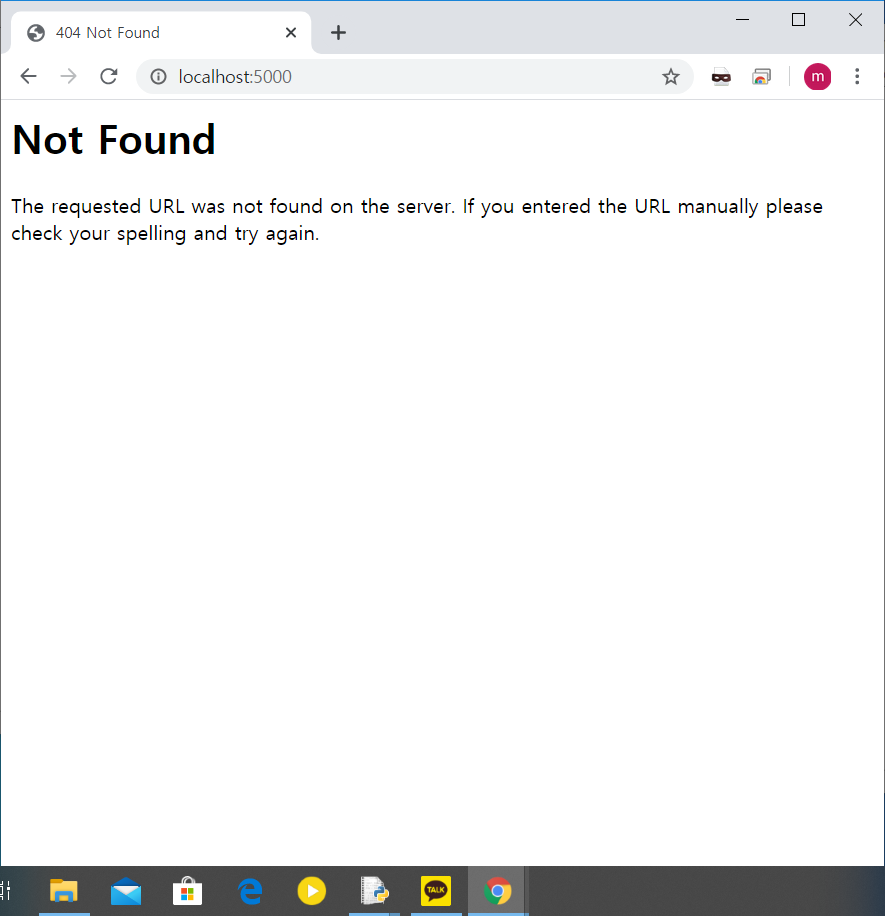 404 Not Found
localhost:5000
m
Not Found
The requested URL was not found on the server. If you entered the URL manually please
check your spelling and try again.
TALK